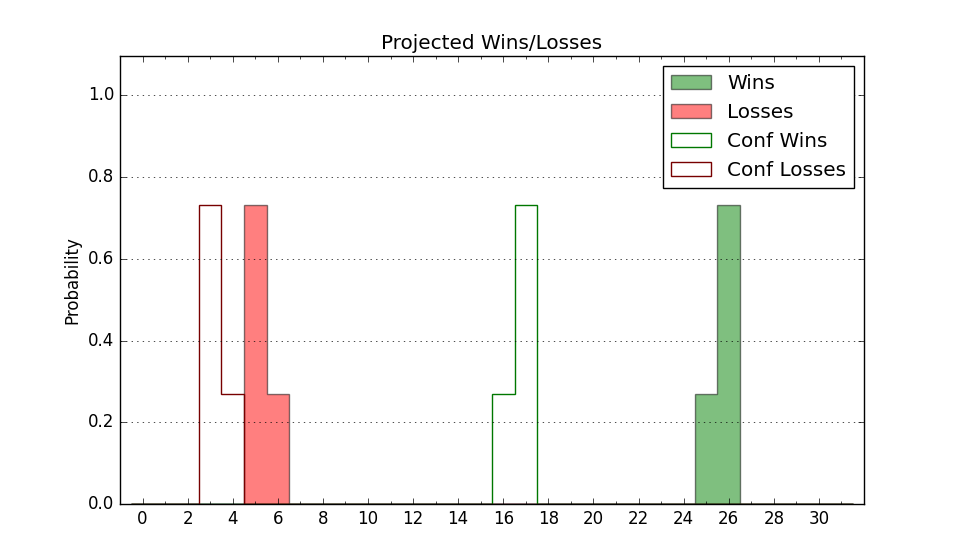 Projected Wins/Losses
Wins
Losses
Conf Wins
Conf Losses
Probability
1.0
0.8
0.6
0.4
0.2
0.0
0 2 4 6 8 10 12 14 16 18 20 22 24 26 28 30